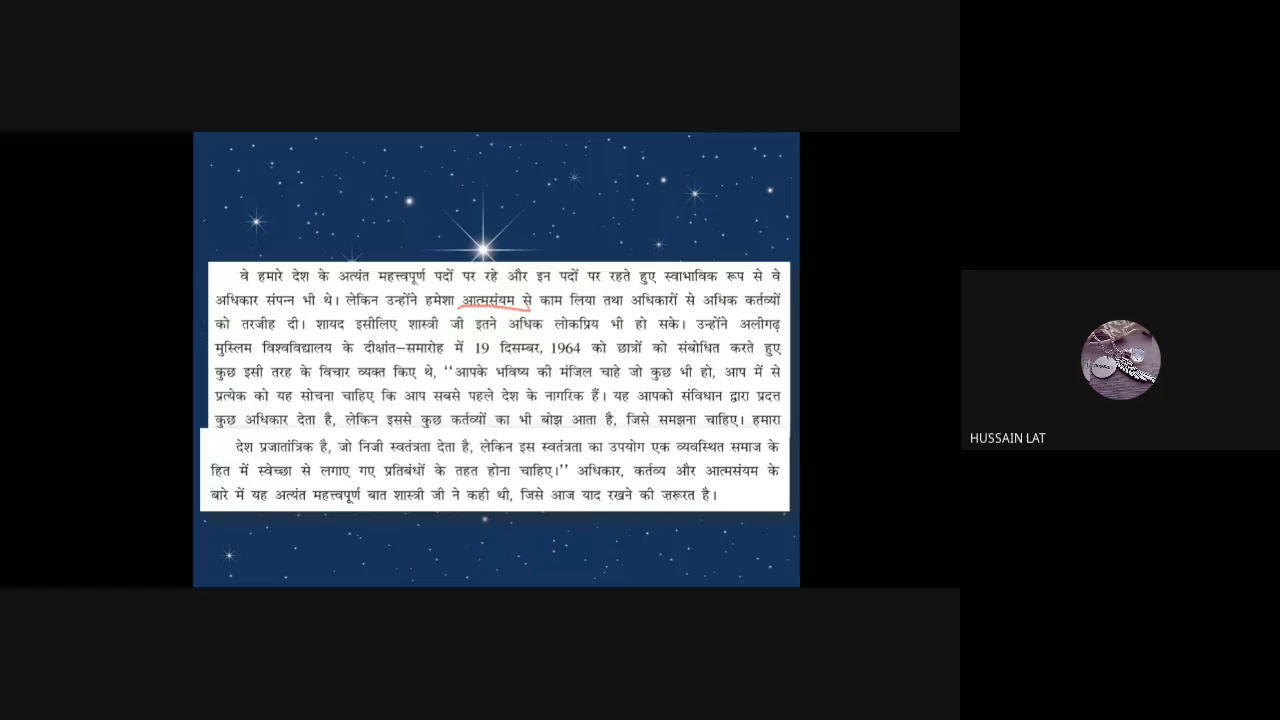 वे हमारे देश के अत्यंत महत्त्वपूर्ण पदों पर रहे और इन पदों पर रहते हुए स्वाभाविक रूप से वे
अधिकार संपन्न भी थे। लेकिन उन्होंने हमेशा आत्मसंयम से काम लिया तथा अधिकारों से अधिक कर्तव्यों
को तरजीह दी। शायद इसीलिए शास्त्री जी इतने अधिक लोकप्रिय भी हो सके। उन्होंने अलीगढ़
मुस्लिम विश्वविद्यालय के दीक्षांत–समारोह में 19 दिसम्बर, 1964 को छात्रों को संबोधित करते हुए
कुछ इसी तरह के विचार व्यक्त किए थे, ‘‘आपके भविष्य की मंजिल चाहे जो कुछ भी हो, आप में से
प्रत्येक को यह सोचना चाहिए कि आप सबसे पहले देश के नागरिक हैं। यह आपको संविधान द्वारा प्रदत्त
कुछ अधिकार देता है, लेकिन इससे कुछ कर्तव्यों का भी बोझ आता है, जिसे समझना चाहिए। हमारा
देश प्रजातांत्रिक है, जो निजी स्वतंत्रता देता है, लेकिन इस स्वतंत्रता का उपयोग एक व्यवस्थित समाज के
हित में स्वेच्छा से लगाए गए प्रतिबंधों के तहत होना चाहिए।’’ अधिकार, कर्तव्य और आत्मसंयम के
बारे में यह अत्यंत महत्त्वपूर्ण बात शास्त्री जी ने कही थी, जिसे आज याद रखने की ज़रूरत है।
HUSSAIN LAT